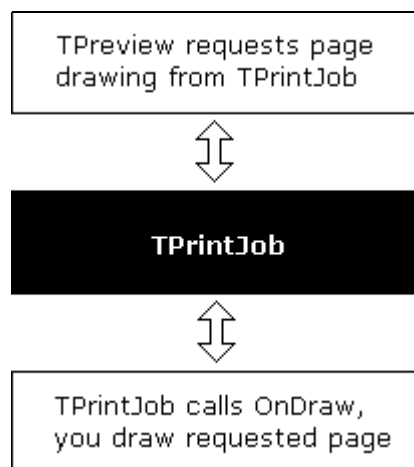 TPreview requests page
drawing from TPrintJob
TPrintJob
TPrintJob calls OnDraw,
you draw requested page